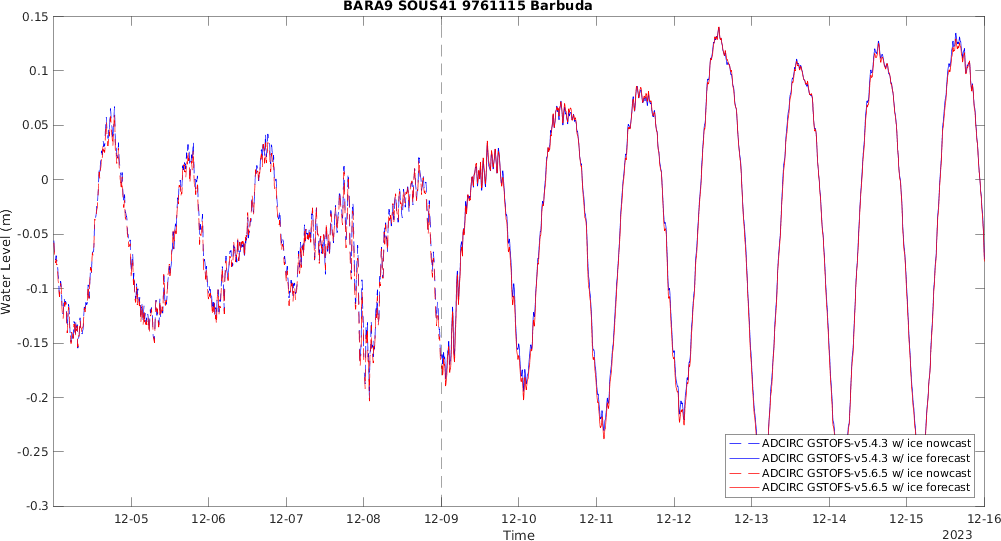 BARA9 SOUS41 9761115 Barbuda
Water Level (m)
0.15
0.1
0.05
0
-0.05
-0.1
-0.15
-0.2
-0.25
-0.3
ADCIRC GSTOFS-v5.4.3 w/ ice nowcast
ADCIRC GSTOFS-v5.4.3 w/ ice forecast
ADCIRC GSTOFS-v5.6.5 w/ ice nowcast
ADCIRC GSTOFS-v5.6.5 w/ ice forecast
12-05 12-06 12-07 12-08 12-09 12-10 12-11 12-12 12-13 12-14 12-15 12-16
Time
2023